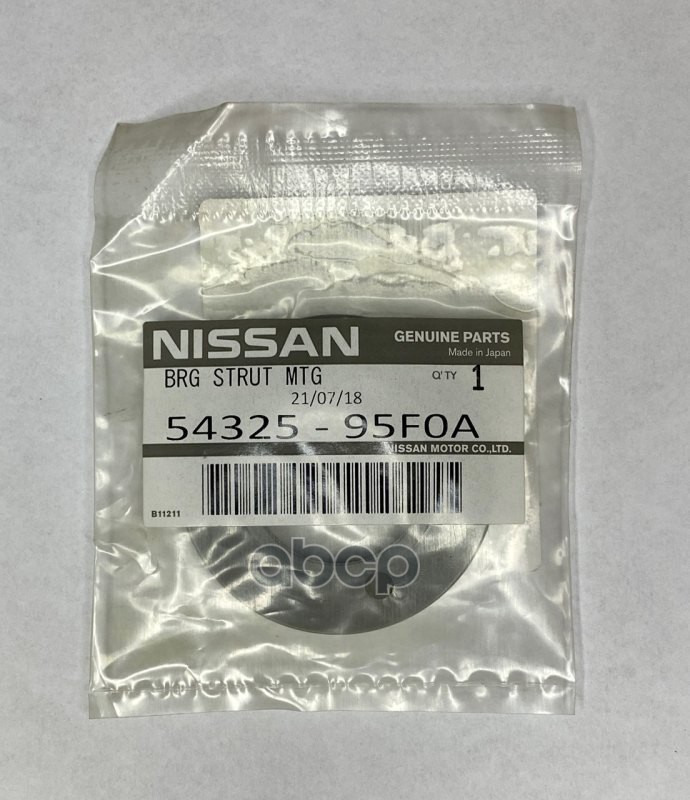 NISSAN GENUINE PARTS
Made in Japan
BRG STRUT MTG Q'TY 1
21/07/18
54325 - 95F0A
NISSAN MOTOR CO.,LTD.
B11211
abcp